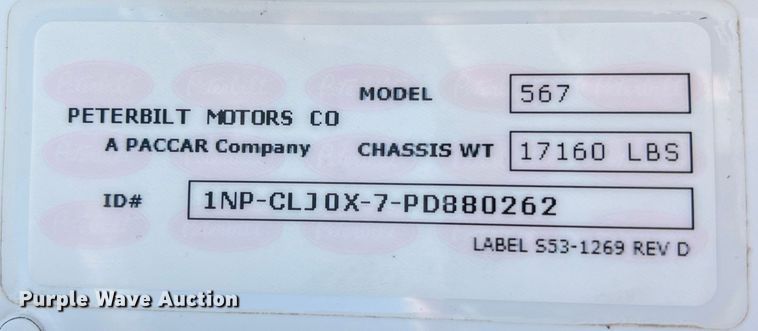 MODEL 567
PETERBILT MOTORS CO
A PACCAR Company CHASSIS WT 17160 LBS
ID# 1NP-CLJ0X-7-PD880262
LABEL S53-1269 REV D
Purple Wave Auction